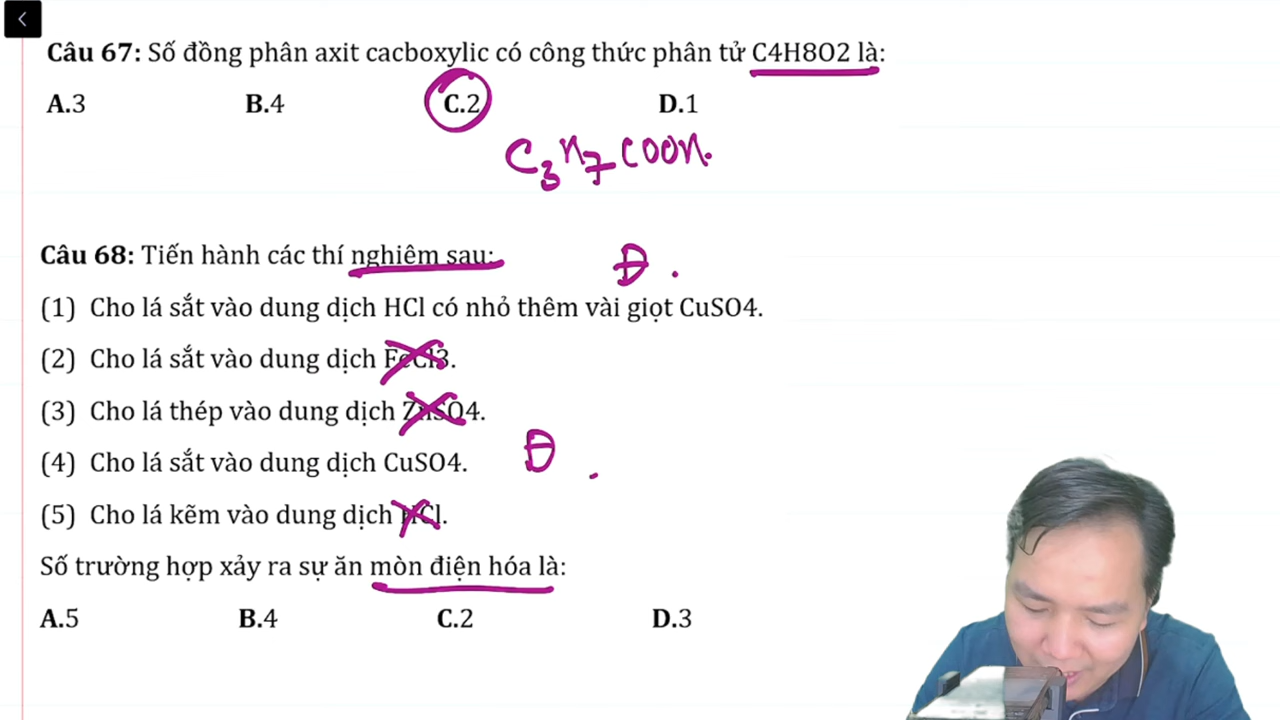 Câu 67: Số đồng phân axit cacboxylic có công thức phân tử C4H8O2 là:
A.3 B.4 C.2 D.1
C3H7COOH.
Câu 68: Tiến hành các thí nghiêm sau:
Đ.
(1) Cho lá sắt vào dung dịch HCl có nhỏ thêm vài giọt CuSO4.
(2) Cho lá sắt vào dung dịch FeCl3.
(3) Cho lá thép vào dung dịch ZnSO4.
(4) Cho lá sắt vào dung dịch CuSO4. Đ.
(5) Cho lá kẽm vào dung dịch HCl.
Số trường hợp xảy ra sự ăn mòn điện hóa là:
A.5 B.4 C.2 D.3